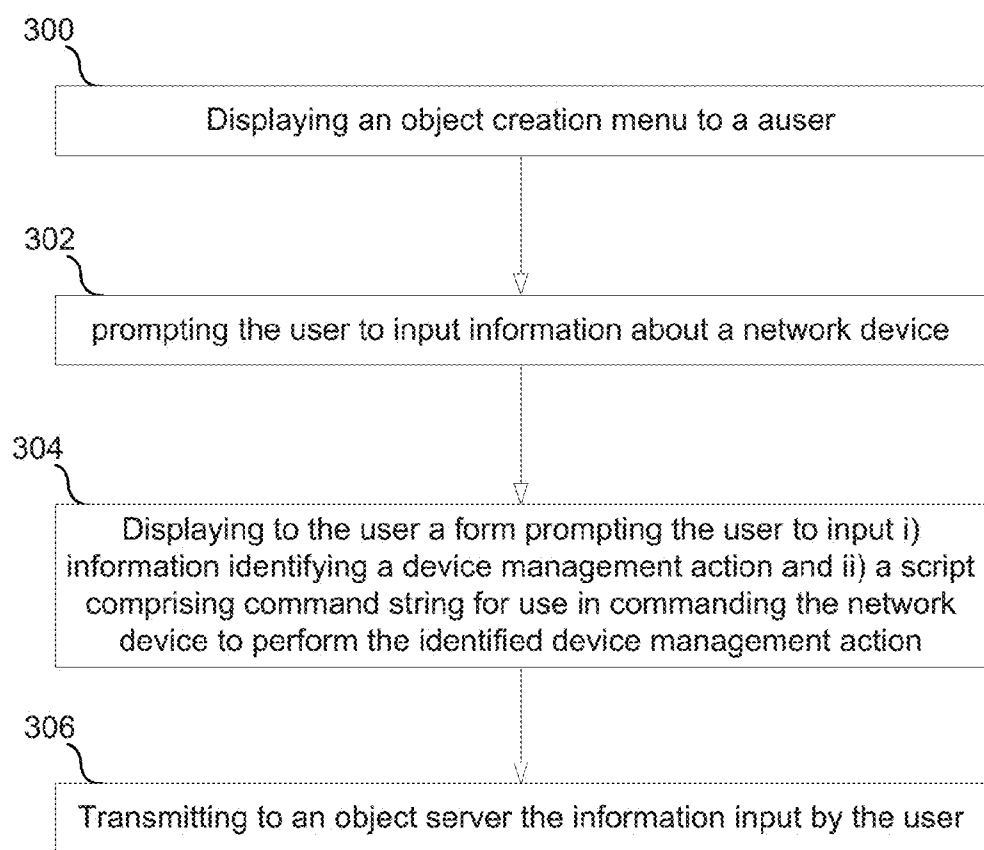 300
Displaying an object creation menu to a auser
302
prompting the user to input information about a network device
304
Displaying to the user a form prompting the user to input i)
information identifying a device management action and ii) a script
comprising command string for use in commanding the network
device to perform the identified device management action
306
Transmitting to an object server the information input by the user